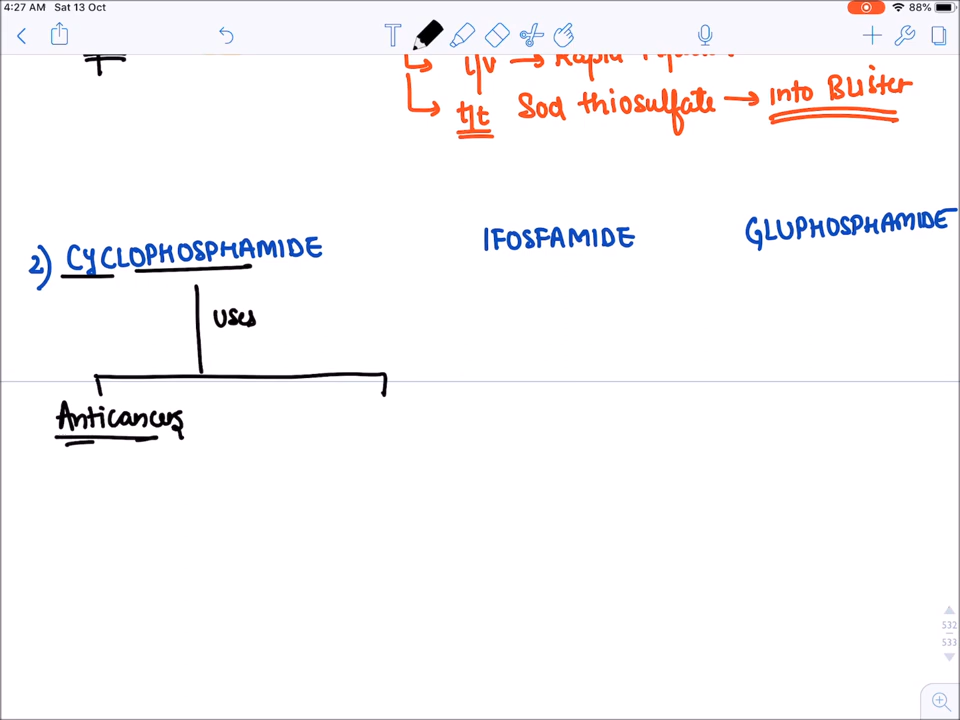 4:27 AM Sat 13 Oct 88%
T
I/V → Rapid
t/t Sod thiosulfate → Into Blister
2) CYCLOPHOSPHAMIDE IFOSFAMIDE GLUPHOSPHAMIDE
uses
Anticancer
532
533